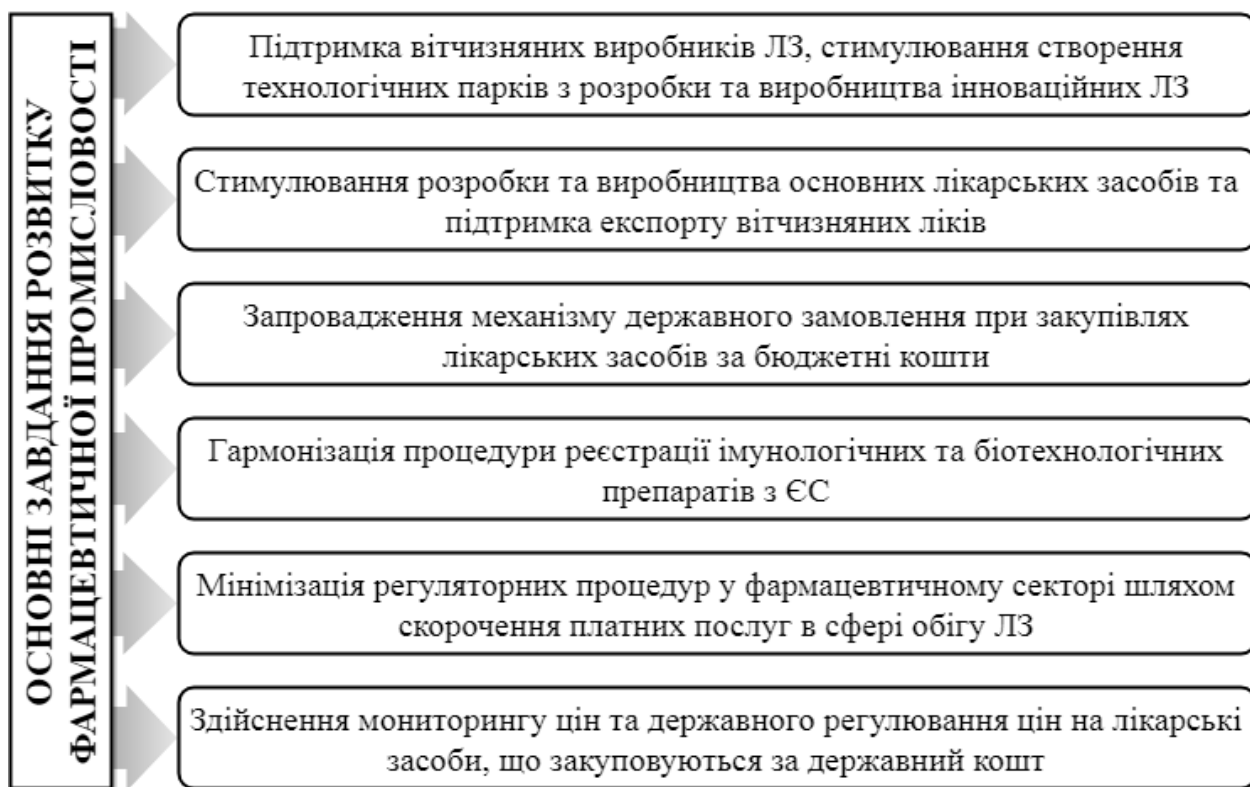 ОСНОВНІ ЗАВДАННЯ РОЗВИТКУ
ФАРМАЦЕВТИЧНОЇ ПРОМИСЛОВОСТІ
Підтримка вітчизняних виробників ЛЗ, стимулювання створення
технологічних парків з розробки та виробництва інноваційних ЛЗ
Стимулювання розробки та виробництва основних лікарських засобів та
підтримка експорту вітчизняних ліків
Запровадження механізму державного замовлення при закупівлях
лікарських засобів за бюджетні кошти
Гармонізація процедури реєстрації імунологічних та біотехнологічних
препаратів з ЄС
Мінімізація регуляторних процедур у фармацевтичному секторі шляхом
скорочення платних послуг в сфері обігу ЛЗ
Здійснення мониторингу цін та державного регулювання цін на лікарські
засоби, що закуповуються за державний кошт